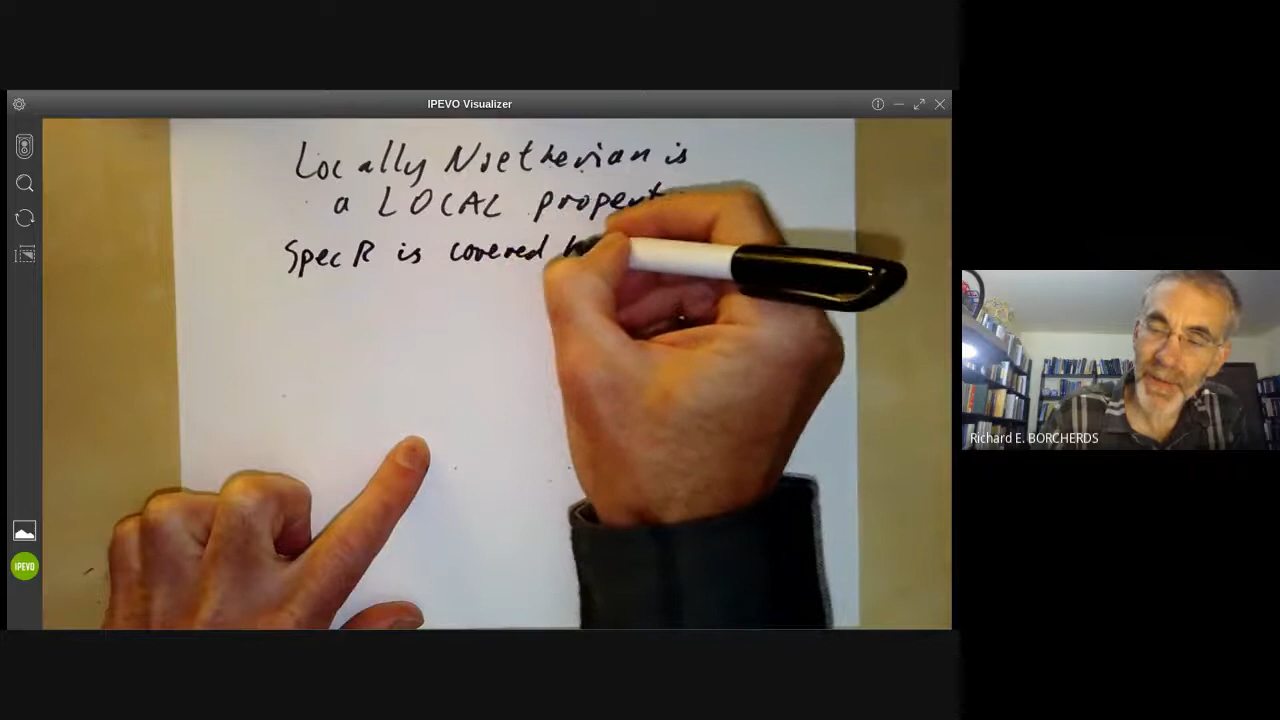 IPEVO Visualizer
Locally Noetherian is
a LOCAL
Spec R is covered
IPEVO
Richard E. BORCHERDS